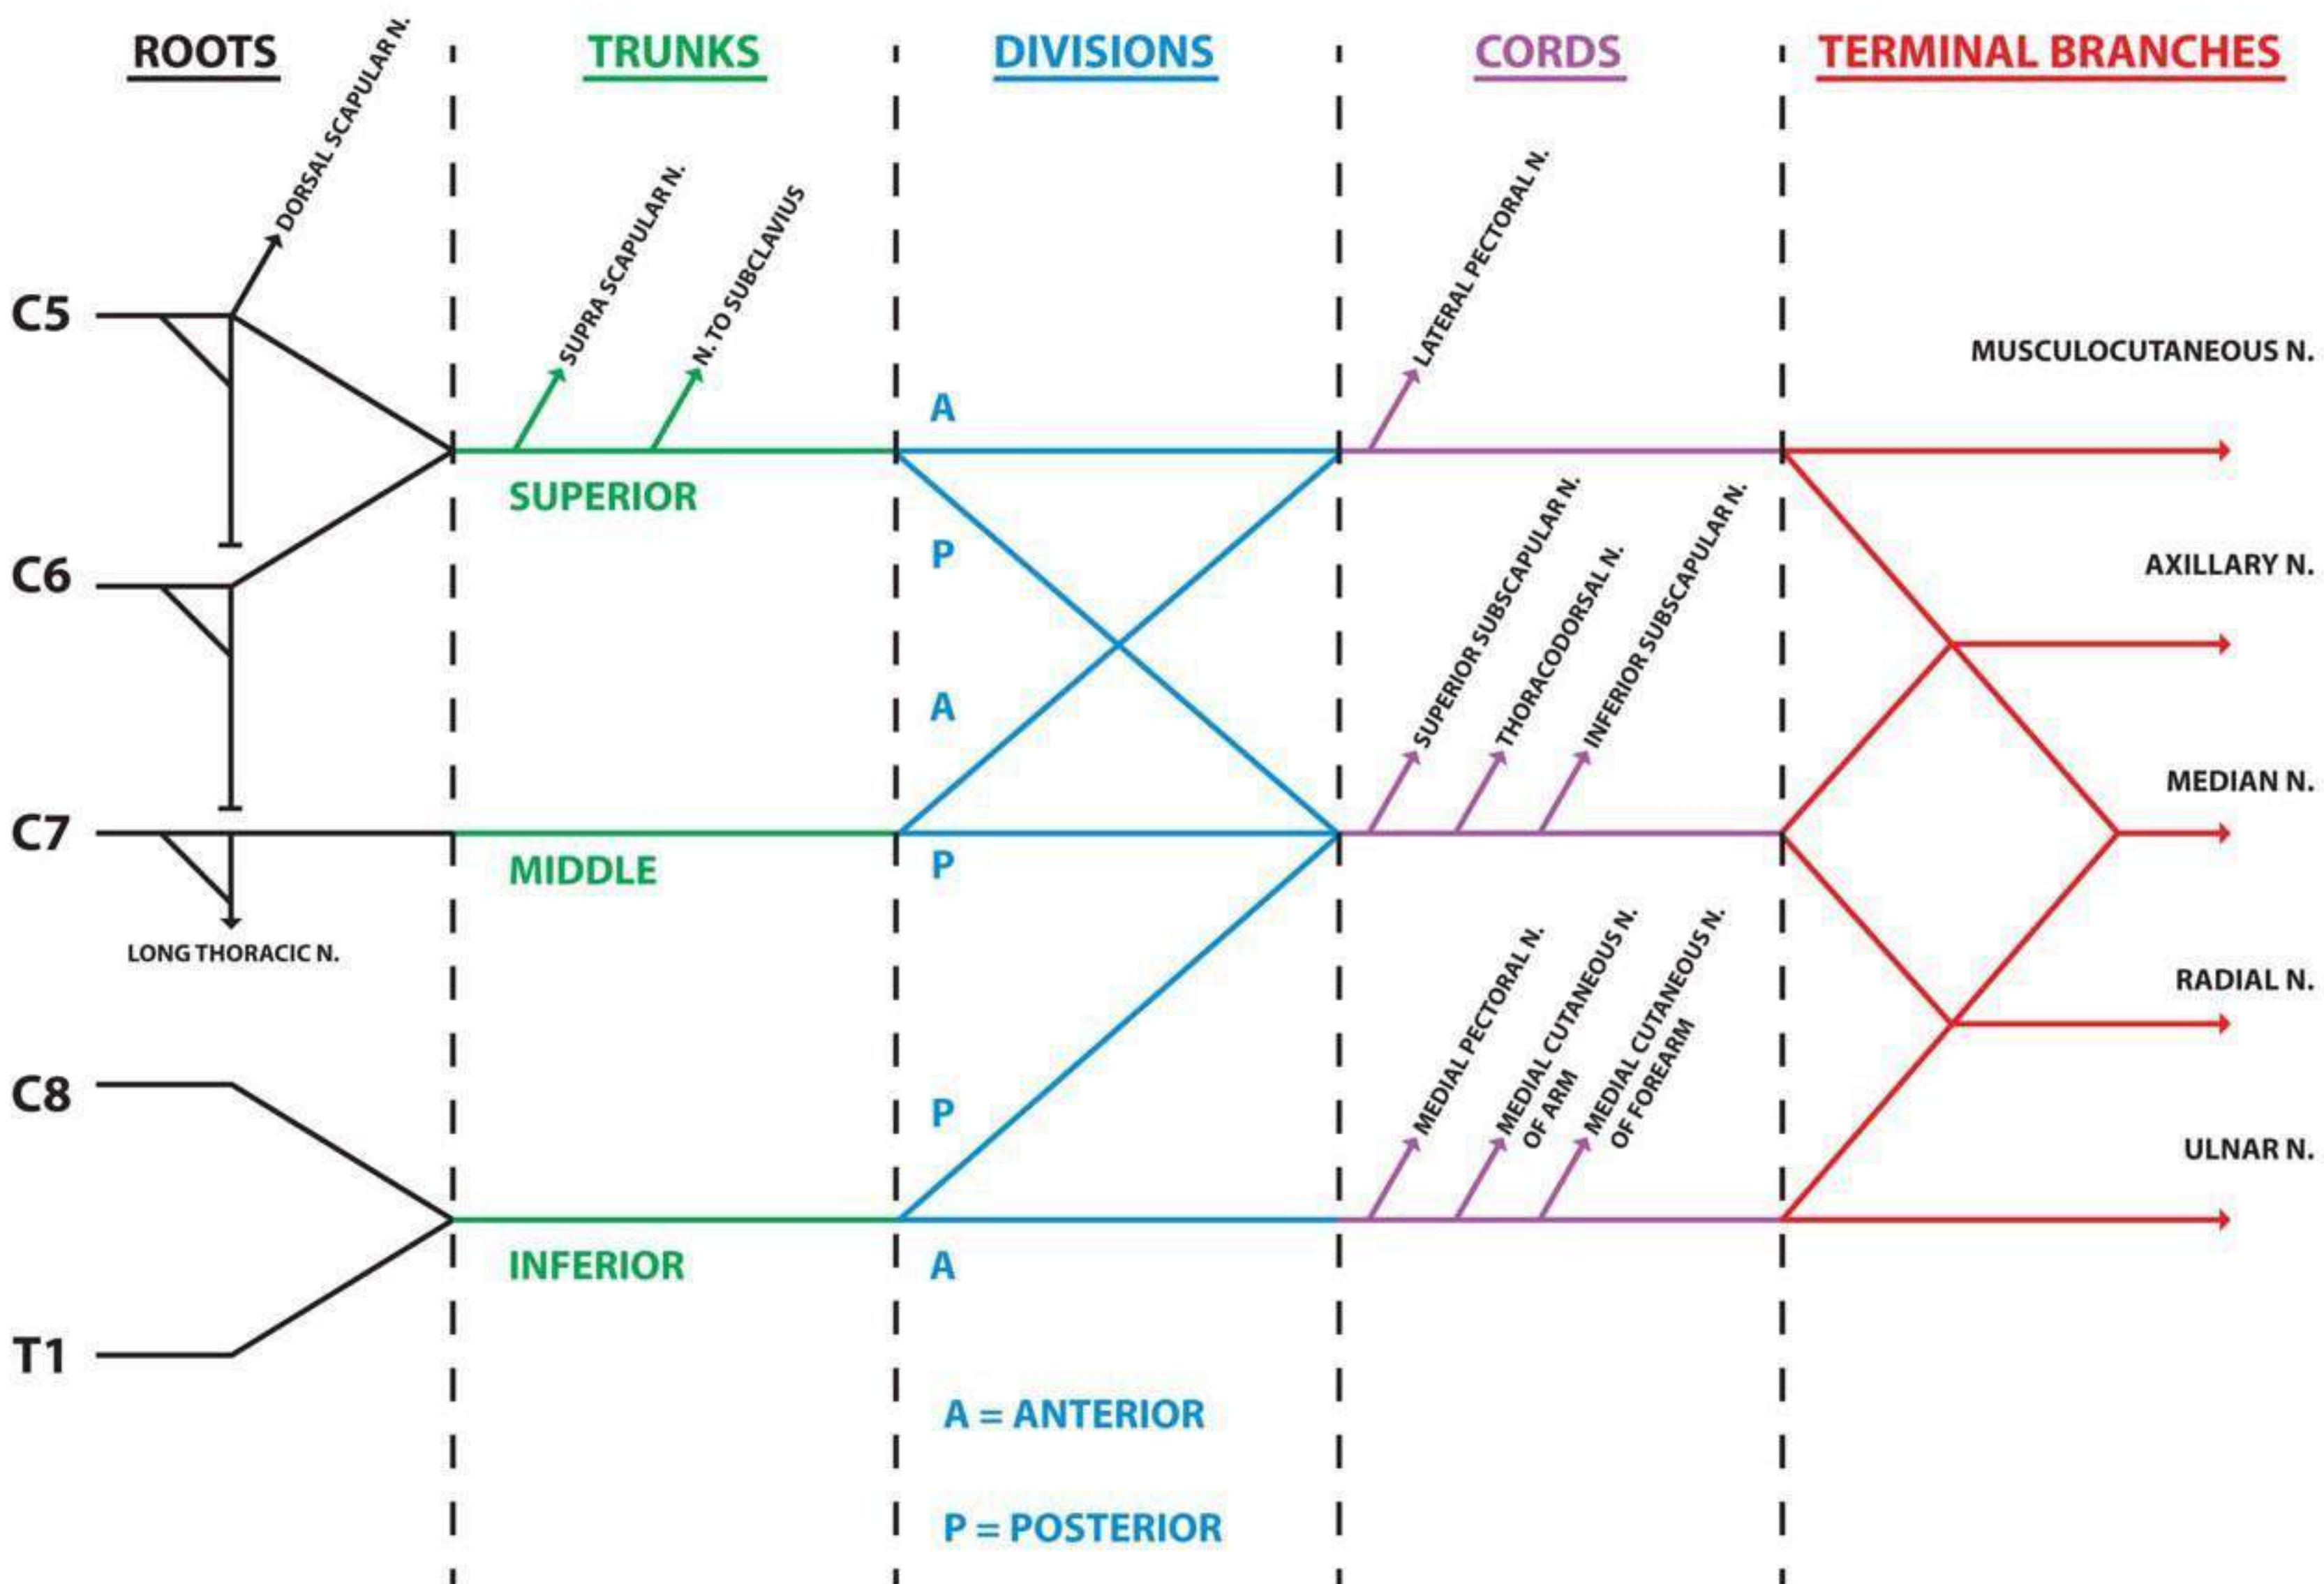 ROOTS
TRUNKS
DIVISIONS
CORDS
TERMINAL BRANCHES
DORSAL SCAPULAR N.
SUPRA SCAPULAR N.
N. TO SUBCLAVIUS
LATERAL PECTORAL N.
C5
MUSCULOCUTANEOUS N.
A
SUPERIOR
P
C6
SUPERIOR SUBSCAPULAR N.
THORACODORSAL N.
INFERIOR SUBSCAPULAR N.
AXILLARY N.
A
MEDIAN N.
C7
MIDDLE
P
LONG THORACIC N.
MEDIAL PECTORAL N.
MEDIAL CUTANEOUS N.
OF ARM
MEDIAL CUTANEOUS N.
OF FOREARM
RADIAL N.
C8
P
ULNAR N.
INFERIOR
A
T1
A = ANTERIOR
P = POSTERIOR